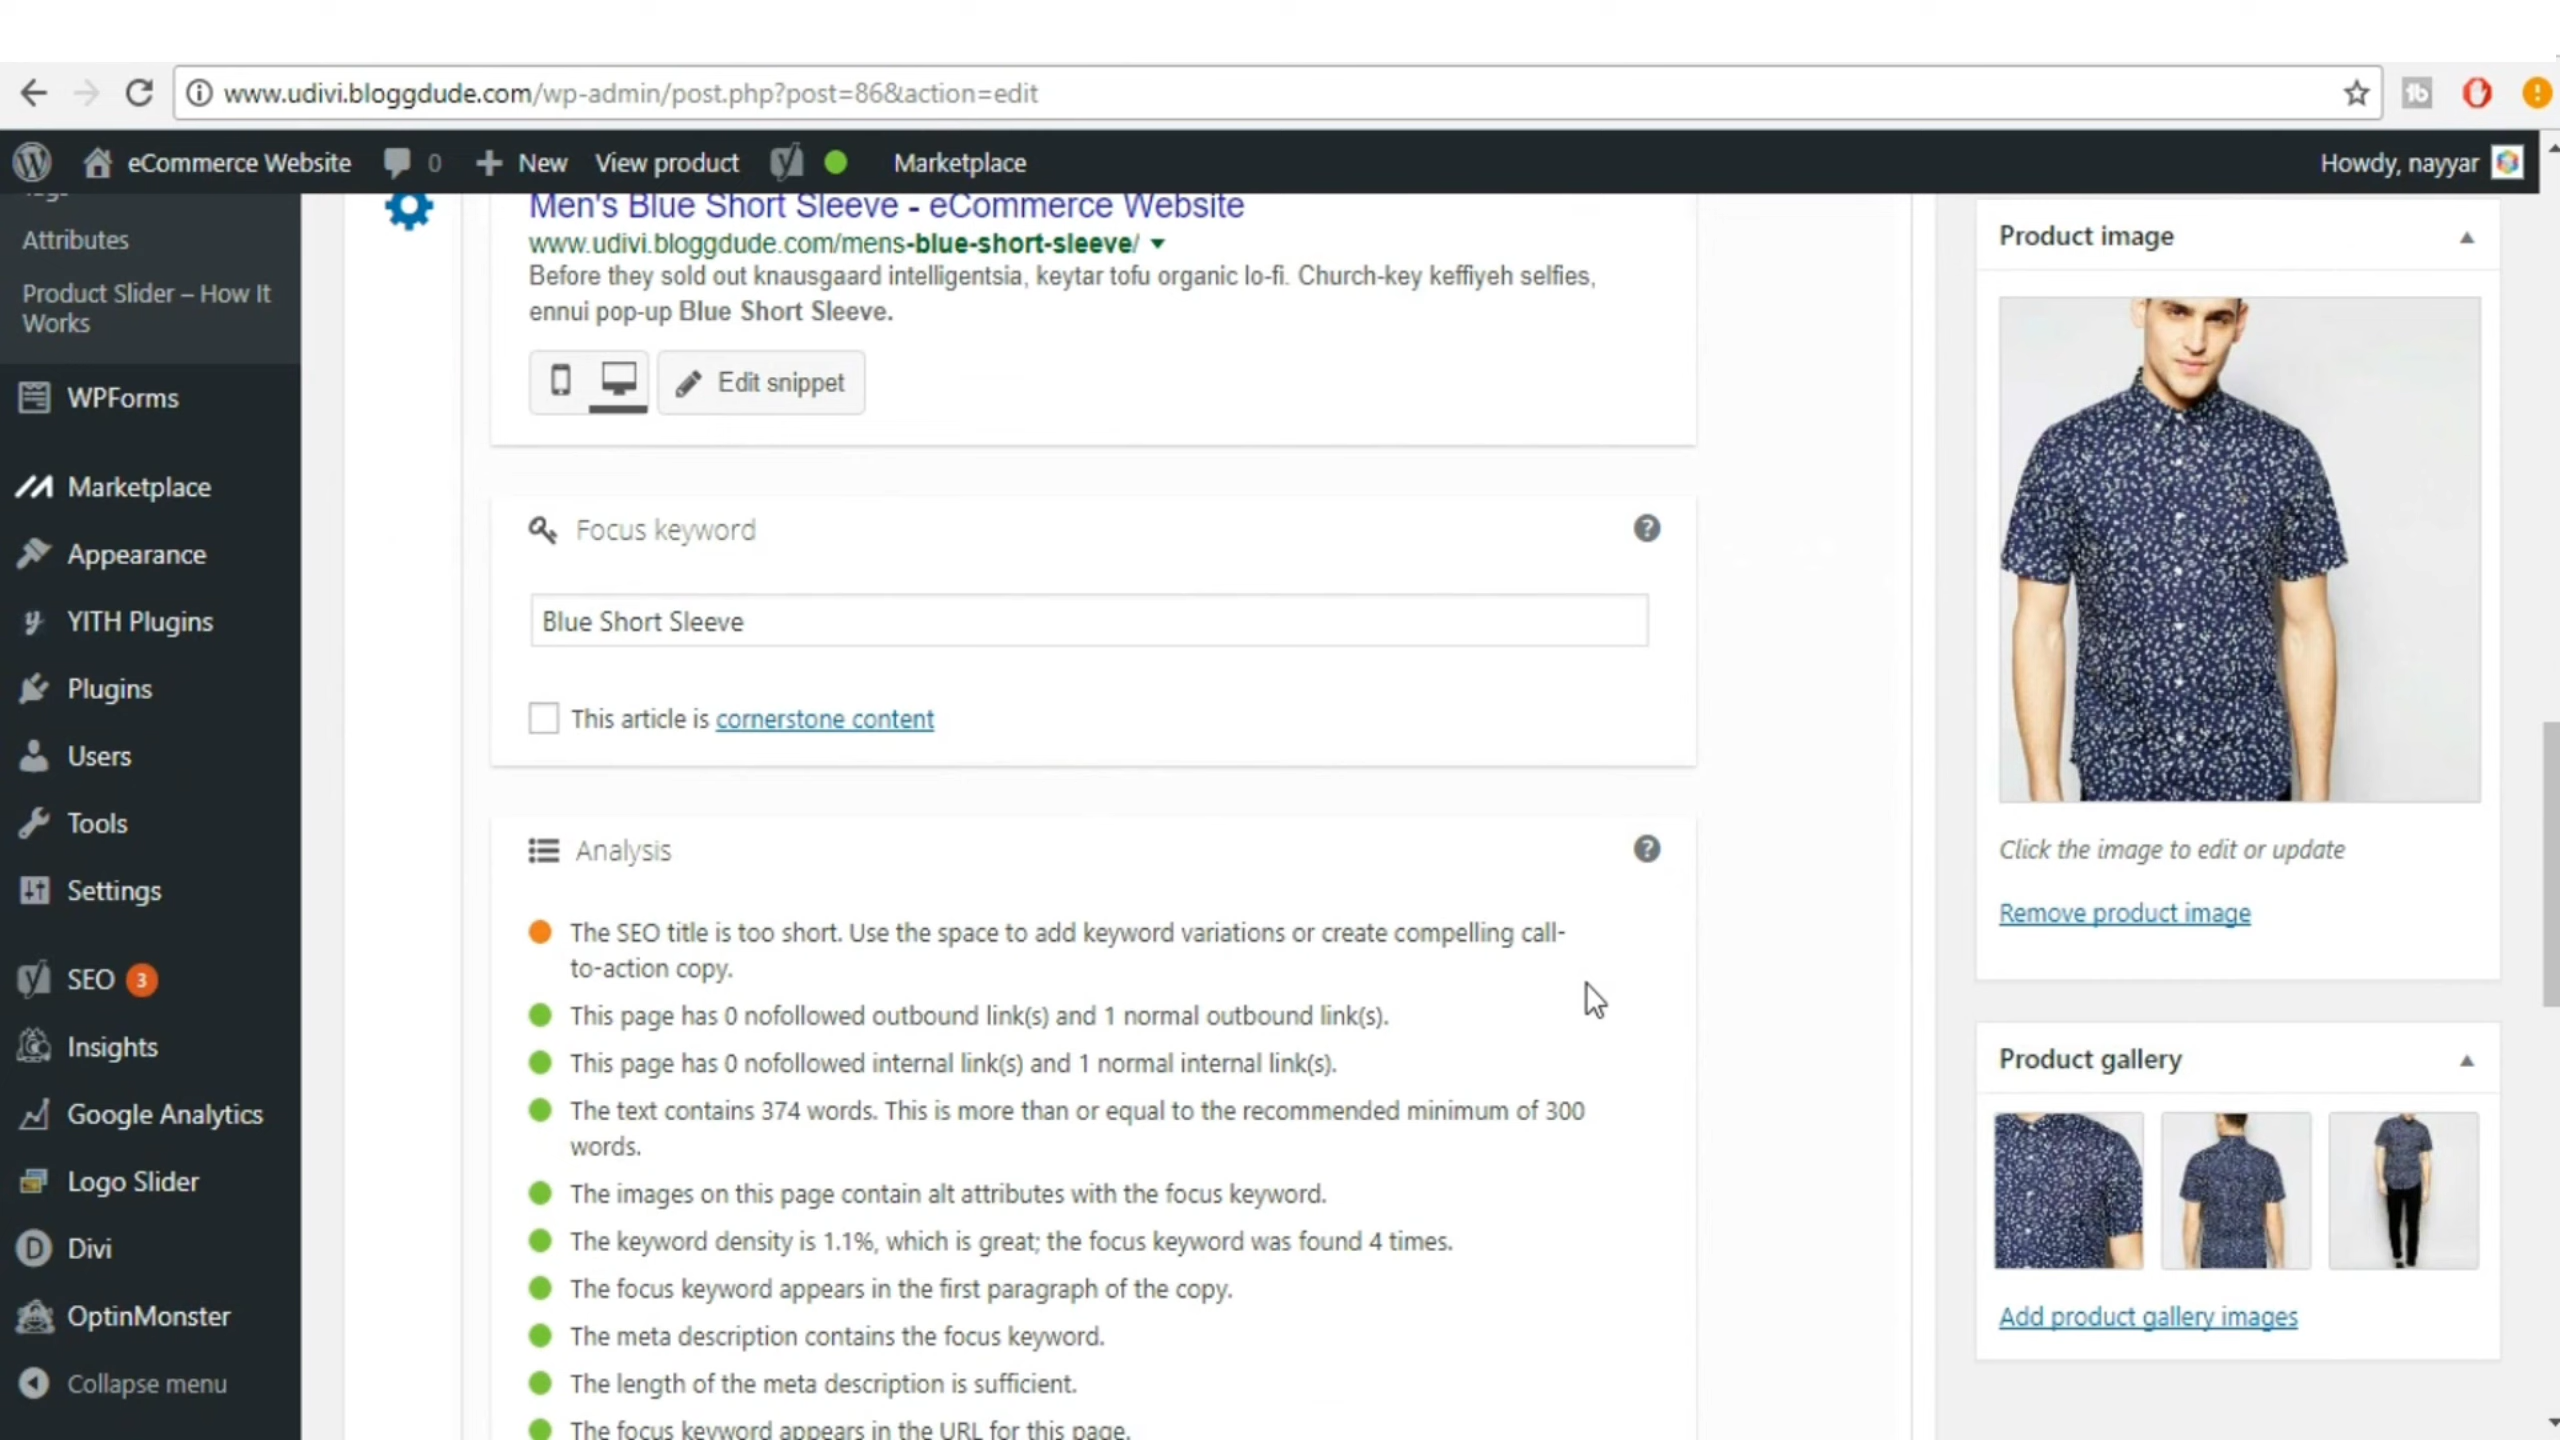 www.udivi.bloggdude.com/wp-admin/post.php?post=86&action=edit
eCommerce Website 0 New View product Marketplace Howdy, nayyar
Attributes
Product Slider – How It
Works
WPForms
Marketplace
Appearance
YITH Plugins
Plugins
Users
Tools
Settings
SEO 3
Insights
Google Analytics
Logo Slider
Divi
OptinMonster
Collapse menu
Men's Blue Short Sleeve - eCommerce Website
www.udivi.bloggdude.com/mens-blue-short-sleeve/
Before they sold out knausgaard intelligentsia, keytar tofu organic lo-fi. Church-key keffiyeh selfies,
ennui pop-up Blue Short Sleeve.
Edit snippet
Focus keyword
Blue Short Sleeve
This article is cornerstone content
Analysis
The SEO title is too short. Use the space to add keyword variations or create compelling call-
to-action copy.
This page has 0 nofollowed outbound link(s) and 1 normal outbound link(s).
This page has 0 nofollowed internal link(s) and 1 normal internal link(s).
The text contains 374 words. This is more than or equal to the recommended minimum of 300
words.
The images on this page contain alt attributes with the focus keyword.
The keyword density is 1.1%, which is great; the focus keyword was found 4 times.
The focus keyword appears in the first paragraph of the copy.
The meta description contains the focus keyword.
The length of the meta description is sufficient.
The focus keyword appears in the URL for this page.
Product image
Click the image to edit or update
Remove product image
Product gallery
Add product gallery images